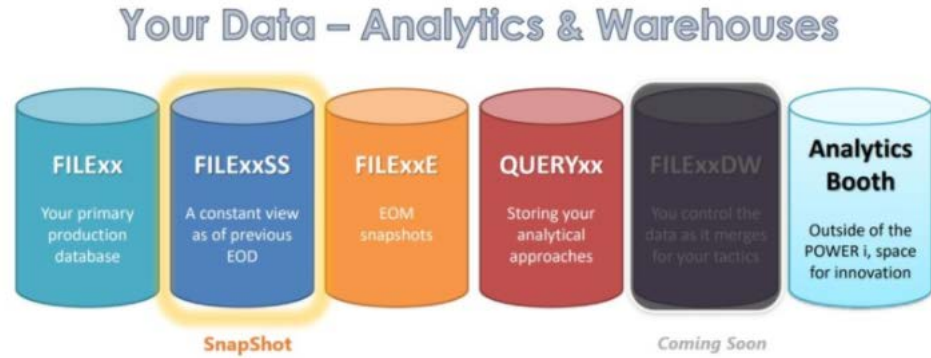 Your Data – Analytics & Warehouses
FILExx
Your primary
production
database
FILExxSS
A constant view
as of previous
EOD
FILExxE
EOM
snapshots
QUERYxx
Storing your
analytical
approaches
FILExxDW
You control the
data as it merges
for your tactics
Analytics
Booth
Outside of the
POWER i, space
for innovation
SnapShot
Coming Soon